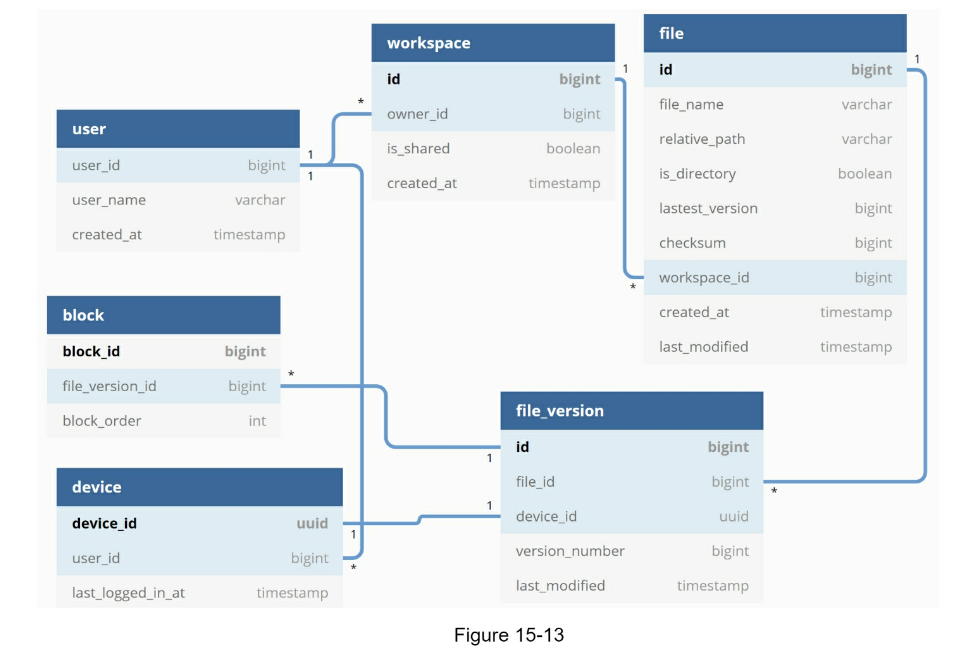 workspace
id bigint
owner_id bigint
is_shared boolean
created_at timestamp
file
id bigint
file_name varchar
relative_path varchar
is_directory boolean
lastest_version bigint
checksum bigint
workspace_id bigint
created_at timestamp
last_modified timestamp
user
user_id bigint
user_name varchar
created_at timestamp
block
block_id bigint
file_version_id bigint
block_order int
file_version
id bigint
file_id bigint
device_id uuid
version_number bigint
last_modified timestamp
device
device_id uuid
user_id bigint
last_logged_in_at timestamp
1
*
1
1
*
1
*
1
*
1
1
*
Figure 15-13